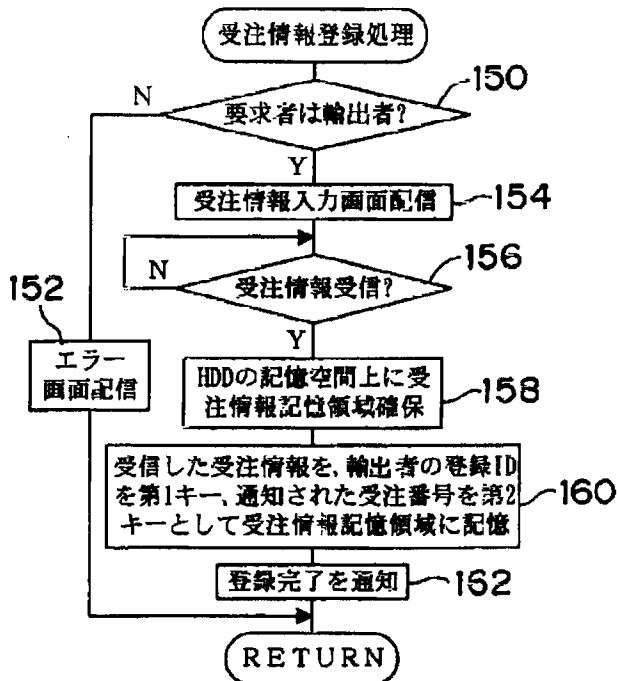 受注情報登録処理
150
N
要求者は輸出者?
Y
受注情報入力画面配信
154
156
N
受注情報受信?
152
Y
エラー
画面配信
HDDの記憶空間上に受
注情報記憶領域確保
158
受信した受注情報を、輸出者の登録ID
を第1キー、通知された受注番号を第2
キーとして受注情報記憶領域に記憶
160
登録完了を通知
162
RETURN